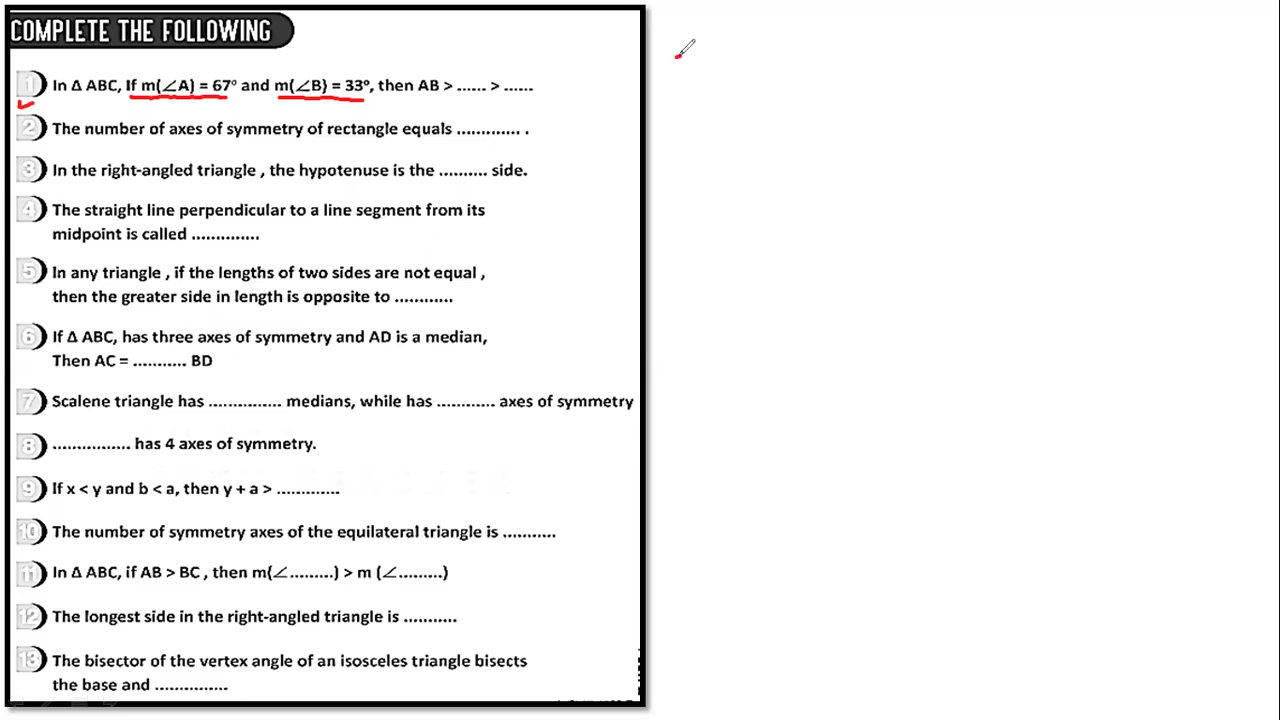 COMPLETE THE FOLLOWING
1 In Δ ABC, If m(∠A) = 67° and m(∠B) = 33°, then AB > ...... > ......
2 The number of axes of symmetry of rectangle equals ............. .
3 In the right-angled triangle , the hypotenuse is the .......... side.
4 The straight line perpendicular to a line segment from its
midpoint is called ..............
5 In any triangle , if the lengths of two sides are not equal ,
then the greater side in length is opposite to ............
6 If Δ ABC, has three axes of symmetry and AD is a median,
Then AC = ........... BD
7 Scalene triangle has ............... medians, while has ............ axes of symmetry
8 ................ has 4 axes of symmetry.
9 If x < y and b < a, then y + a > .............
10 The number of symmetry axes of the equilateral triangle is ...........
11 In Δ ABC, if AB > BC , then m(∠.........) > m (∠.........)
12 The longest side in the right-angled triangle is ...........
13 The bisector of the vertex angle of an isosceles triangle bisects
the base and ...............